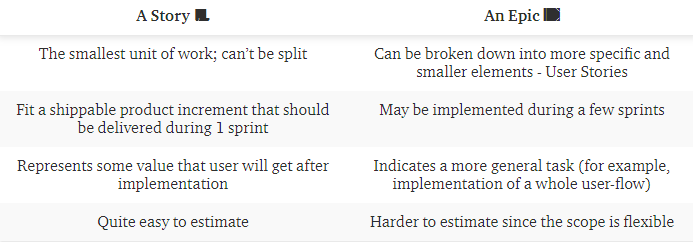 A Story
An Epic
The smallest unit of work; can't be split
Can be broken down into more specific and
smaller elements - User Stories
Fit a shippable product increment that should
be delivered during 1 sprint
May be implemented during a few sprints
Represents some value that user will get after
implementation
Indicates a more general task (for example,
implementation of a whole user-flow)
Quite easy to estimate
Harder to estimate since the scope is flexible